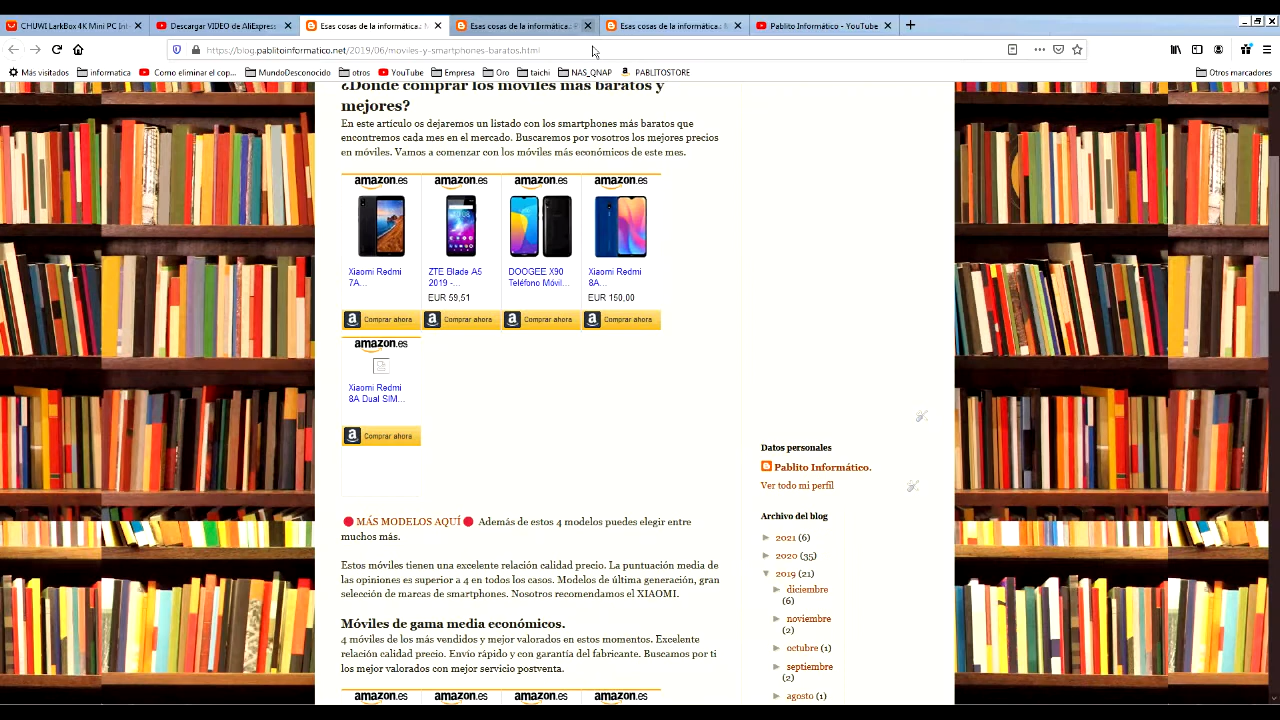 CHUWI LarkBox 4K Mini PC Int
Descargar VIDEO de AliExpress
Esas cosas de la informática.: M
Esas cosas de la informática.: P
Esas cosas de la informática.: M
Pablito Informático - YouTube
https://blog.pablitoinformatico.net/2019/06/moviles-y-smartphones-baratos.html
Más visitados
Como eliminar el cop...
MundoDesconocido
otros
YouTube
Empresa
Oro
taichi
NAS_QNAP
PABLITOSTORE
Otros marcadores
¿Dónde comprar los móviles más baratos y
mejores?
En este artículo os dejaremos un listado con los smartphones más baratos que
encontremos cada mes en el mercado. Buscaremos por vosotros los mejores precios
en móviles. Vamos a comenzar con los móviles más económicos de este mes.
amazon.es amazon.es amazon.es amazon.es
Xiaomi Redmi
7A...
Comprar ahora
ZTE Blade A5
2019 -...
EUR 59,51
Comprar ahora
DOOGEE X90
Teléfono Móvil...
Comprar ahora
Xiaomi Redmi
8A...
EUR 150,00
Comprar ahora
amazon.es
Xiaomi Redmi
8A Dual SIM...
Comprar ahora
MÁS MODELOS AQUÍ Además de estos 4 modelos puedes elegir entre
muchos más.
Estos móviles tienen una excelente relación calidad precio. La puntuación media de
las opiniones es superior a 4 en todos los casos. Modelos de última generación, gran
selección de marcas de smartphones. Nosotros recomendamos el XIAOMI.
Móviles de gama media económicos.
4 móviles de los más vendidos y mejor valorados en estos momentos. Excelente
relación calidad precio. Envío rápido y con garantía del fabricante. Buscamos por ti
los mejor valorados con mejor servicio postventa.
amazon.es amazon.es amazon.es amazon.es
Datos personales
Pablito Informático.
Ver todo mi perfil
Archivo del blog
► 2021 (6)
► 2020 (35)
▼ 2019 (21)
► diciembre
(6)
► noviembre
(2)
► octubre (1)
► septiembre
(2)
► agosto (1)